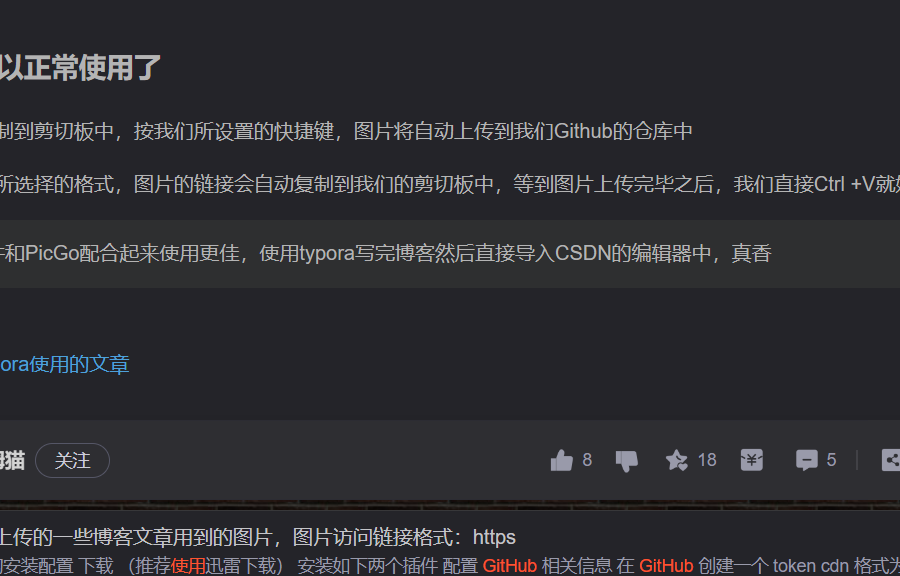 以正常使用了
制到剪切板中，按我们所设置的快捷键，图片将自动上传到我们Github的仓库中
所选择的格式，图片的链接会自动复制到我们的剪切板中，等到图片上传完毕之后，我们直接Ctrl +V就
和PicGo配合起来使用更佳，使用typora写完博客然后直接导入CSDN的编辑器中，真香
ora使用的文章
猫 关注 8 18 5
上传的一些博客文章用到的图片，图片访问链接格式：https
安装配置 下载 （推荐使用迅雷下载） 安装如下两个插件 配置 GitHub 相关信息 在 GitHub 创建一个 token cdn 格式为